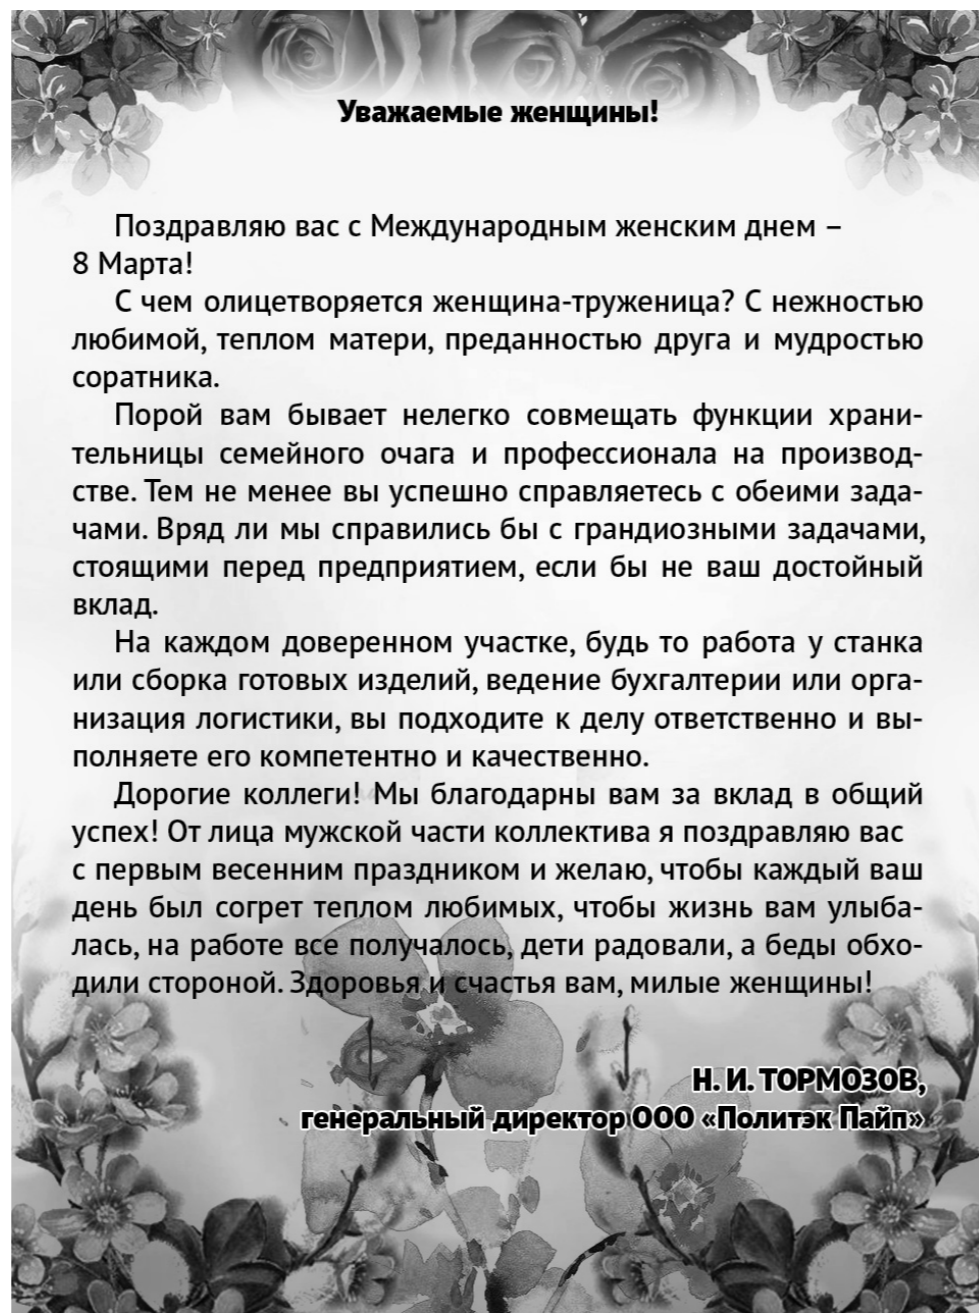 Уважаемые женщины!
Поздравляю вас с Международным женским днем –
8 Марта!
С чем олицетворяется женщина-труженица? С нежностью
любимой, теплом матери, преданностью друга и мудростью
соратника.
Порой вам бывает нелегко совмещать функции храни-
тельницы семейного очага и профессионала на производ-
стве. Тем не менее вы успешно справляетесь с обеими зада-
чами. Вряд ли мы справились бы с грандиозными задачами,
стоящими перед предприятием, если бы не ваш достойный
вклад.
На каждом доверенном участке, будь то работа у станка
или сборка готовых изделий, ведение бухгалтерии или орга-
низация логистики, вы подходите к делу ответственно и вы-
полняете его компетентно и качественно.
Дорогие коллеги! Мы благодарны вам за вклад в общий
успех! От лица мужской части коллектива я поздравляю вас
с первым весенним праздником и желаю, чтобы каждый ваш
день был согрет теплом любимых, чтобы жизнь вам улыба-
лась, на работе все получалось, дети радовали, а беды обхо-
дили стороной. Здоровья и счастья вам, милые женщины!
Н. И. ТОРМОЗОВ,
генеральный директор ООО «Политэк Пайп»